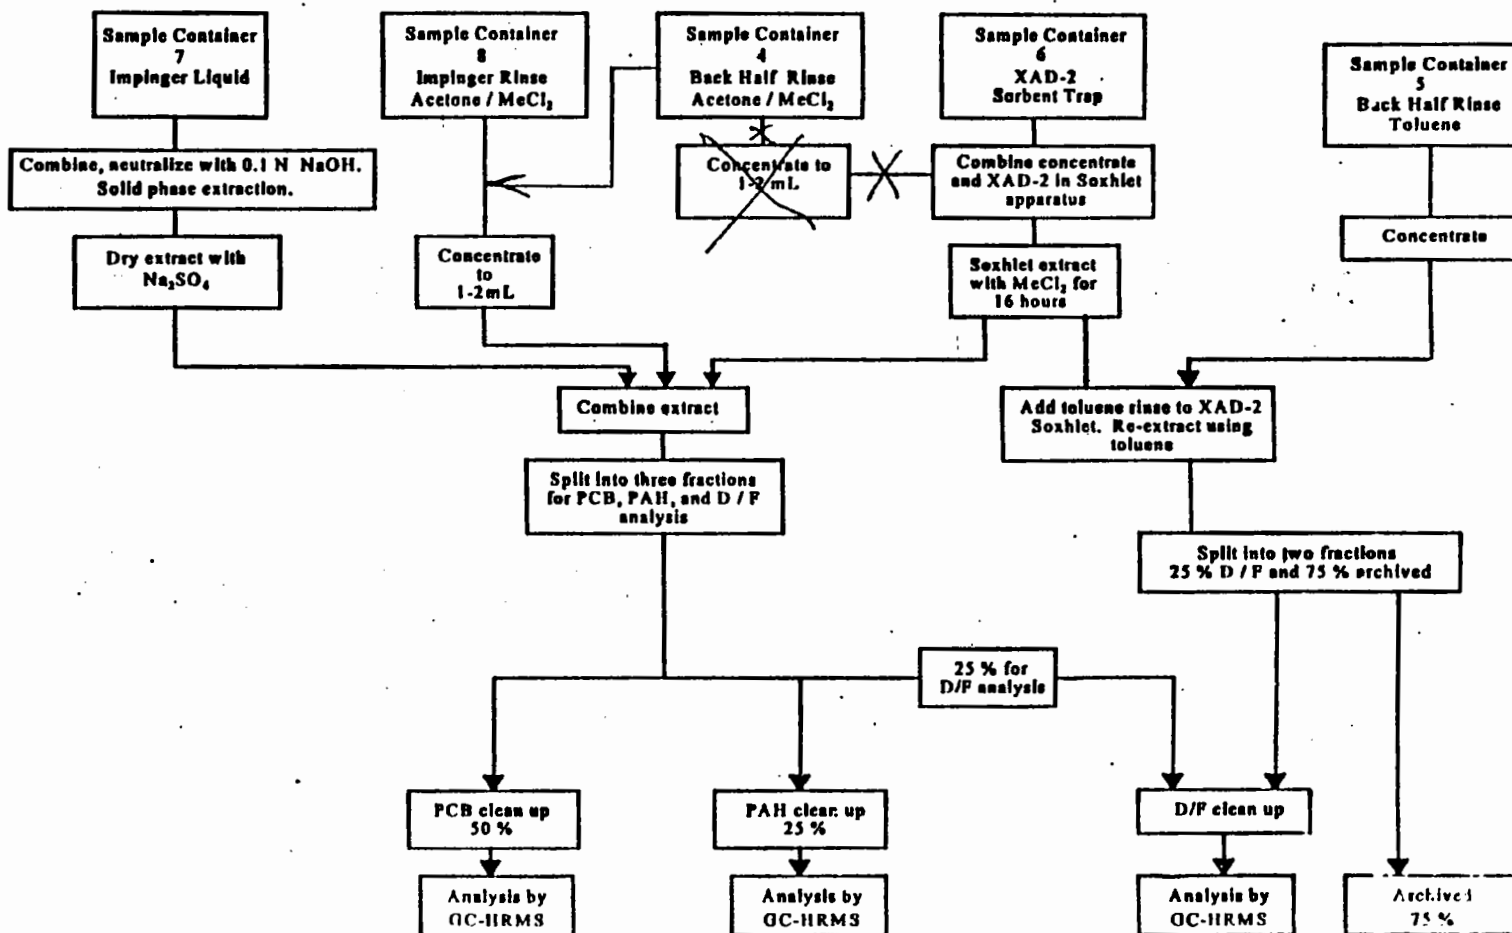 Sample Container
7
Impinger Liquid
Sample Container
8
Impinger Rinse
Acetone / MeCl₂
Sample Container
4
Back Half Rinse
Acetone / MeCl₂
Sample Container
6
XAD-2
Sorbent Trap
Sample Container
5
Back Half Rinse
Toluene
Combine, neutralize with 0.1 N NaOH.
Solid phase extraction.
Concentrate to
1-2 mL
Combine concentrate
and XAD-2 in Soxhlet
apparatus
Dry extract with
Na₂SO₄
Concentrate
to
1-2mL
Soxhlet extract
with MeCl₂ for
16 hours
Concentrate
Combine extract
Add toluene rinse to XAD-2
Soxhlet. Re-extract using
toluene
Split into three fractions
for PCB, PAH, and D / F
analysis
Split into two fractions
25 % D / F and 75 % archived
25 % for
D/F analysis
PCB clean up
50 %
PAH clean up
25 %
D/F clean up
Analysis by
GC-HRMS
Analysis by
GC-HRMS
Analysis by
GC-HRMS
Archived
75 %